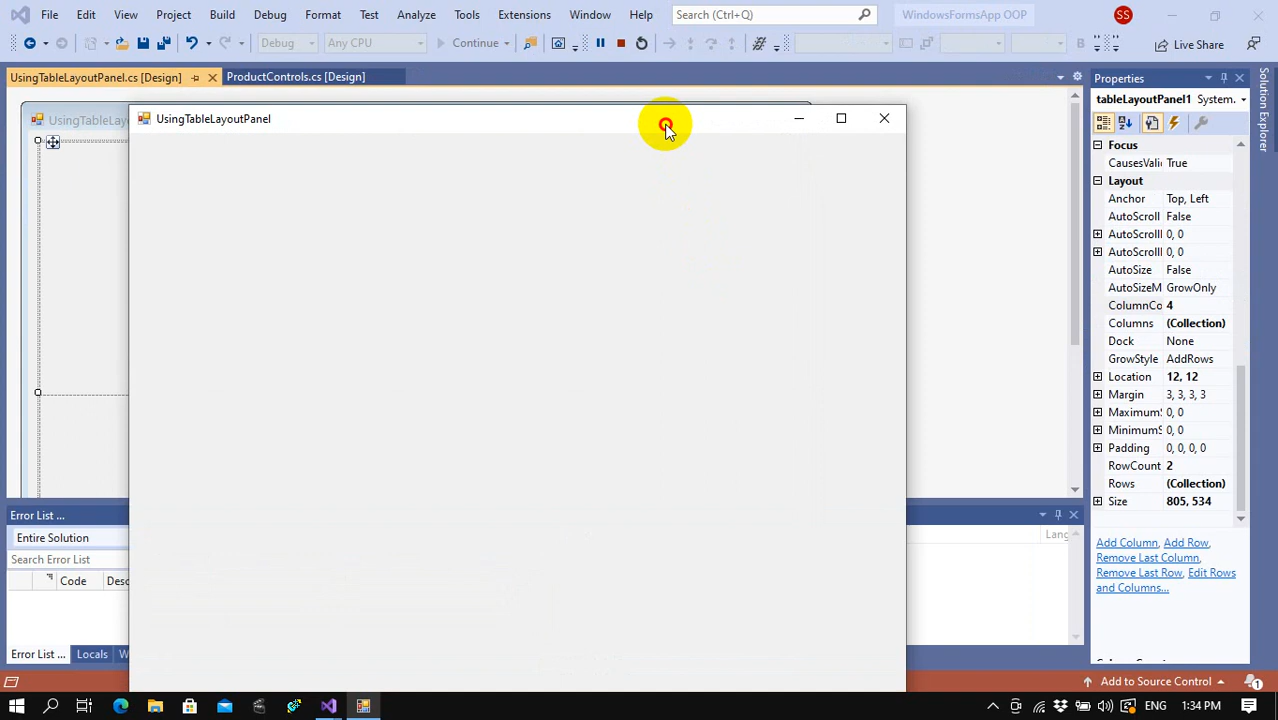 File Edit View Project Build Debug Format Test Analyze Tools Extensions Window Help Search (Ctrl+Q) WindowsFormsApp OOP SS
Debug Any CPU Continue Live Share
UsingTableLayoutPanel.cs [Design] ProductControls.cs [Design] Properties
UsingTableLay
UsingTableLayoutPanel
tableLayoutPanel1 System.
Focus
CausesVali True
Layout
Anchor Top, Left
AutoScroll False
AutoScrollI 0, 0
AutoScrollI 0, 0
AutoSize False
AutoSizeM GrowOnly
ColumnCo 4
Columns (Collection)
Dock None
GrowStyle AddRows
Location 12, 12
Margin 3, 3, 3, 3
Maximum 0, 0
Minimum 0, 0
Padding 0, 0, 0, 0
RowCount 2
Rows (Collection)
Size 805, 534
Solution Explorer
Error List ...
Entire Solution
Search Error List
Code Desc
Lang
Add Column, Add Row,
Remove Last Column,
Remove Last Row, Edit Rows
and Columns...
Error List ... Locals W
Add to Source Control 1
ENG 1:34 PM